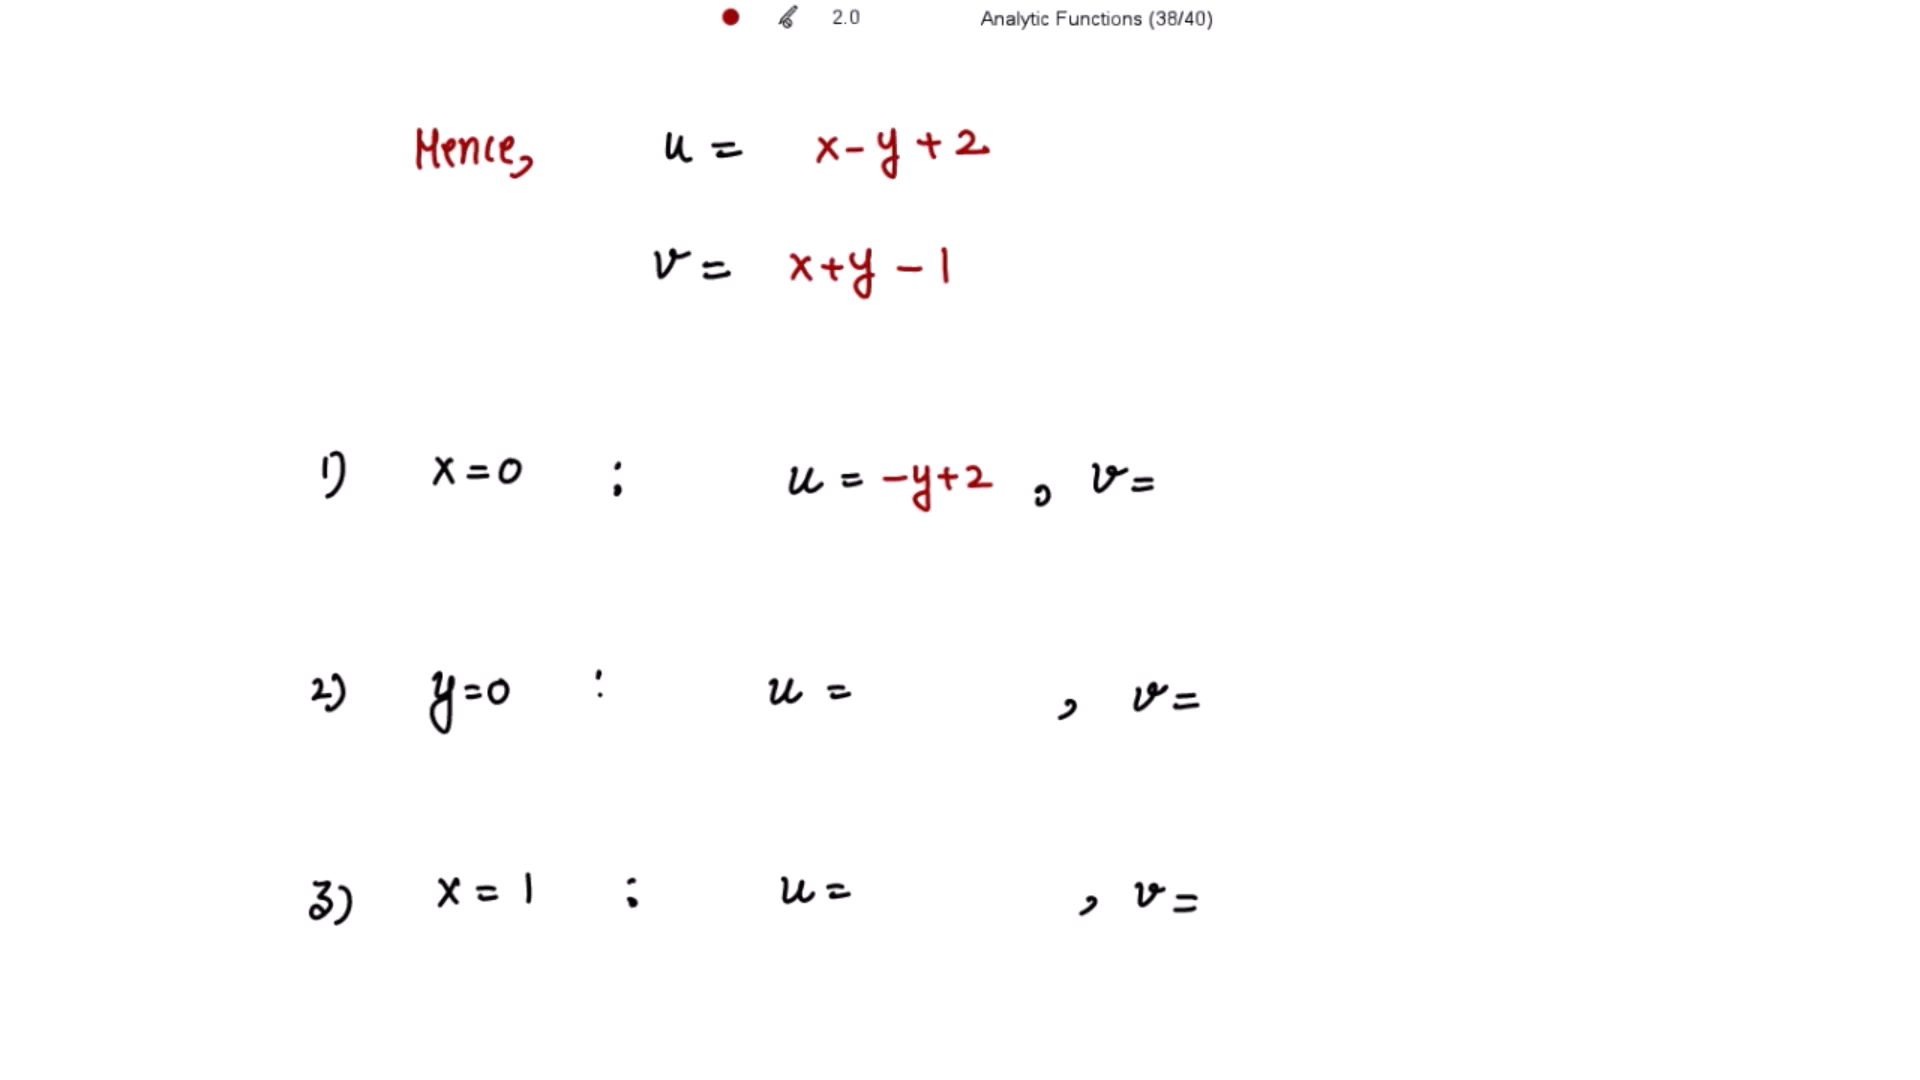 2.0 Analytic Functions (38/40)
Hence, u = x-y+2
v = x+y-1
1) x=0 : u = -y+2 , v=
2) y=0 : u = , v=
3) x=1 : u= , v=